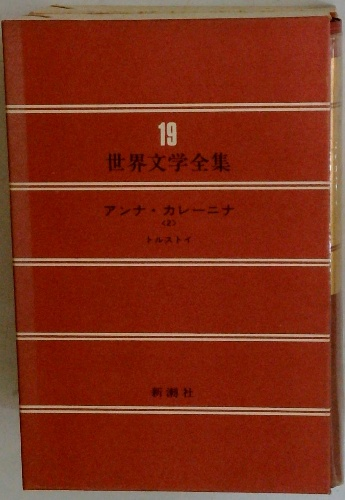 19
世界文学全集
アンナ・カレーニナ
〈2〉
トルストイ
新潮社